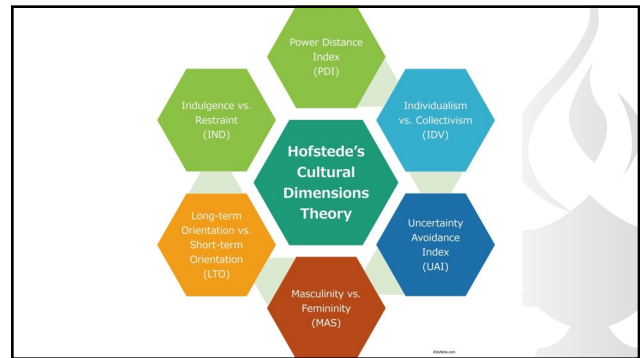 Power Distance
Index
(PDI)
Indulgence vs.
Restraint
(IND)
Individualism
vs. Collectivism
(IDV)
Hofstede's
Cultural
Dimensions
Theory
Long-term
Orientation vs.
Short-term
Orientation
(LTO)
Uncertainty
Avoidance
Index
(UAI)
Masculinity vs.
Femininity
(MAS)